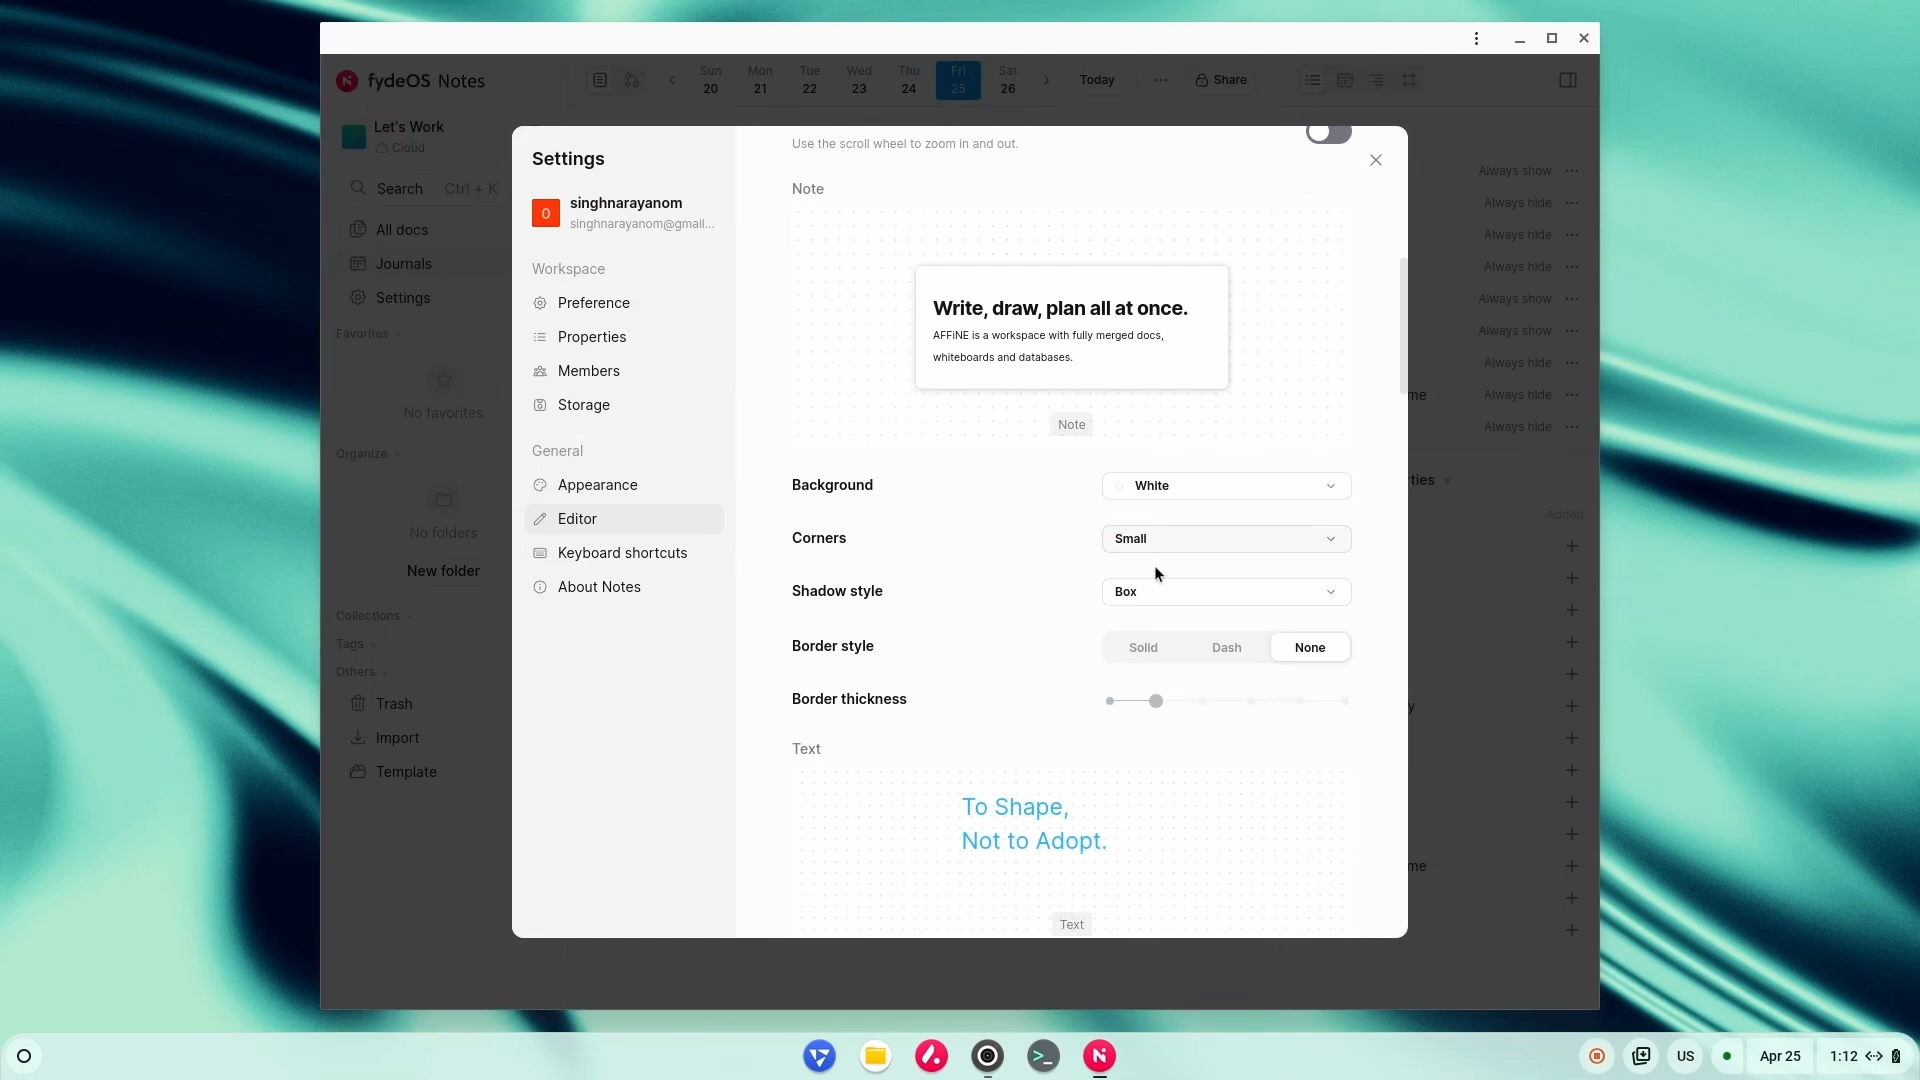 fydeOS Notes
Sun Mon Tue Wed Thu Fri Sat
20 21 22 23 24 25 26
Today
Share
Let's Work
Cloud
Search Ctrl + K
All docs
Journals
Settings
Favorites
No favorites
Organize
No folders
New folder
Collections
Tags
Others
Trash
Import
Template
Settings
singhnarayanom
singhnarayanom@gmail...
Workspace
Preference
Properties
Members
Storage
General
Appearance
Editor
Keyboard shortcuts
About Notes
Use the scroll wheel to zoom in and out.
Note
Write, draw, plan all at once.
AFFiNE is a workspace with fully merged docs,
whiteboards and databases.
Note
Background White
Corners Small
Shadow style Box
Border style Solid Dash None
Border thickness
Text
To Shape,
Not to Adopt.
Text
Always show
Always hide
Always hide
Always hide
Always show
Always show
Always hide
me Always hide
Always hide
rties
Added
y
me
US
Apr 25
1:12